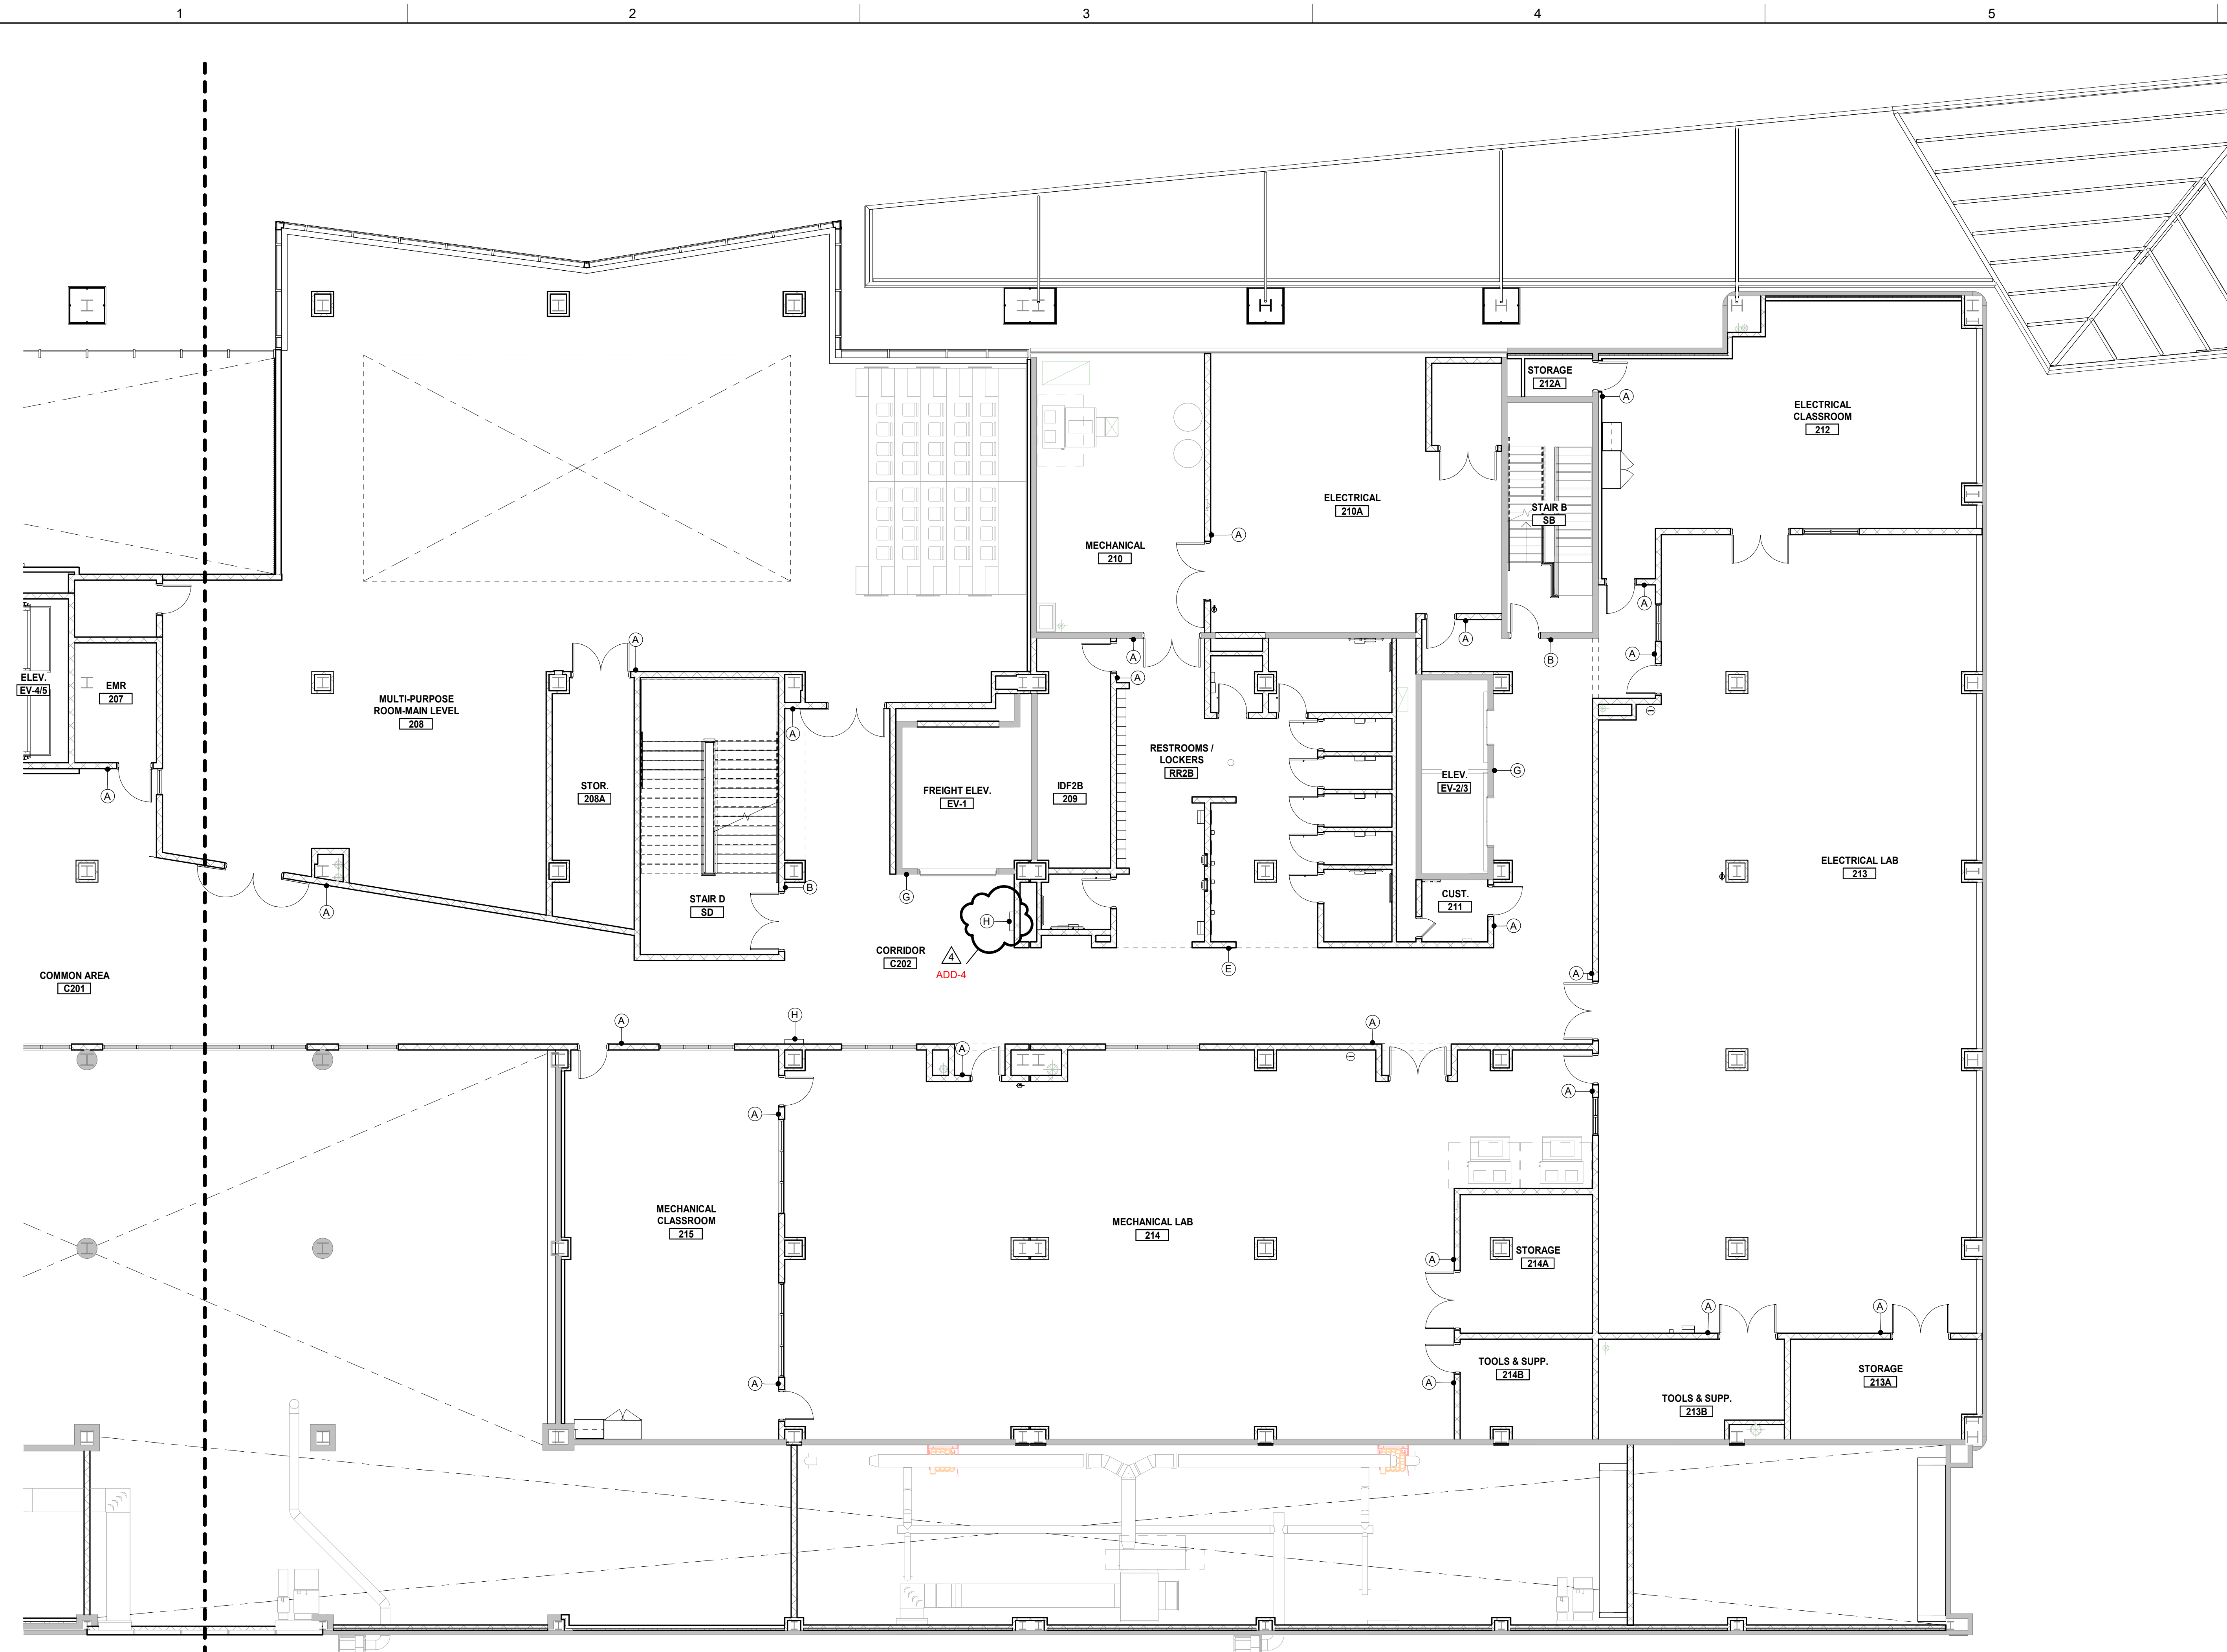 1
2
3
4
5
STORAGE
212A
A
ELECTRICAL
CLASSROOM
212
ELECTRICAL
210A
STAIR B
SB
A
MECHANICAL
210
A
A
A
A
B
A
A
ELEV.
EV-4/5
EMR
207
MULTI-PURPOSE
ROOM-MAIN LEVEL
208
A
RESTROOMS /
LOCKERS
RR2B
G
ELEV.
EV-2/3
STOR.
208A
FREIGHT ELEV.
EV-1
IDF2B
209
A
ELECTRICAL LAB
213
B
G
CUST.
211
STAIR D
SD
A
H
A
CORRIDOR
C202
4
ADD-4
E
A
COMMON AREA
C201
H
A
A
A
A
A
MECHANICAL
CLASSROOM
215
MECHANICAL LAB
214
STORAGE
214A
A
A
A
TOOLS & SUPP.
214B
STORAGE
213A
A
A
TOOLS & SUPP.
213B